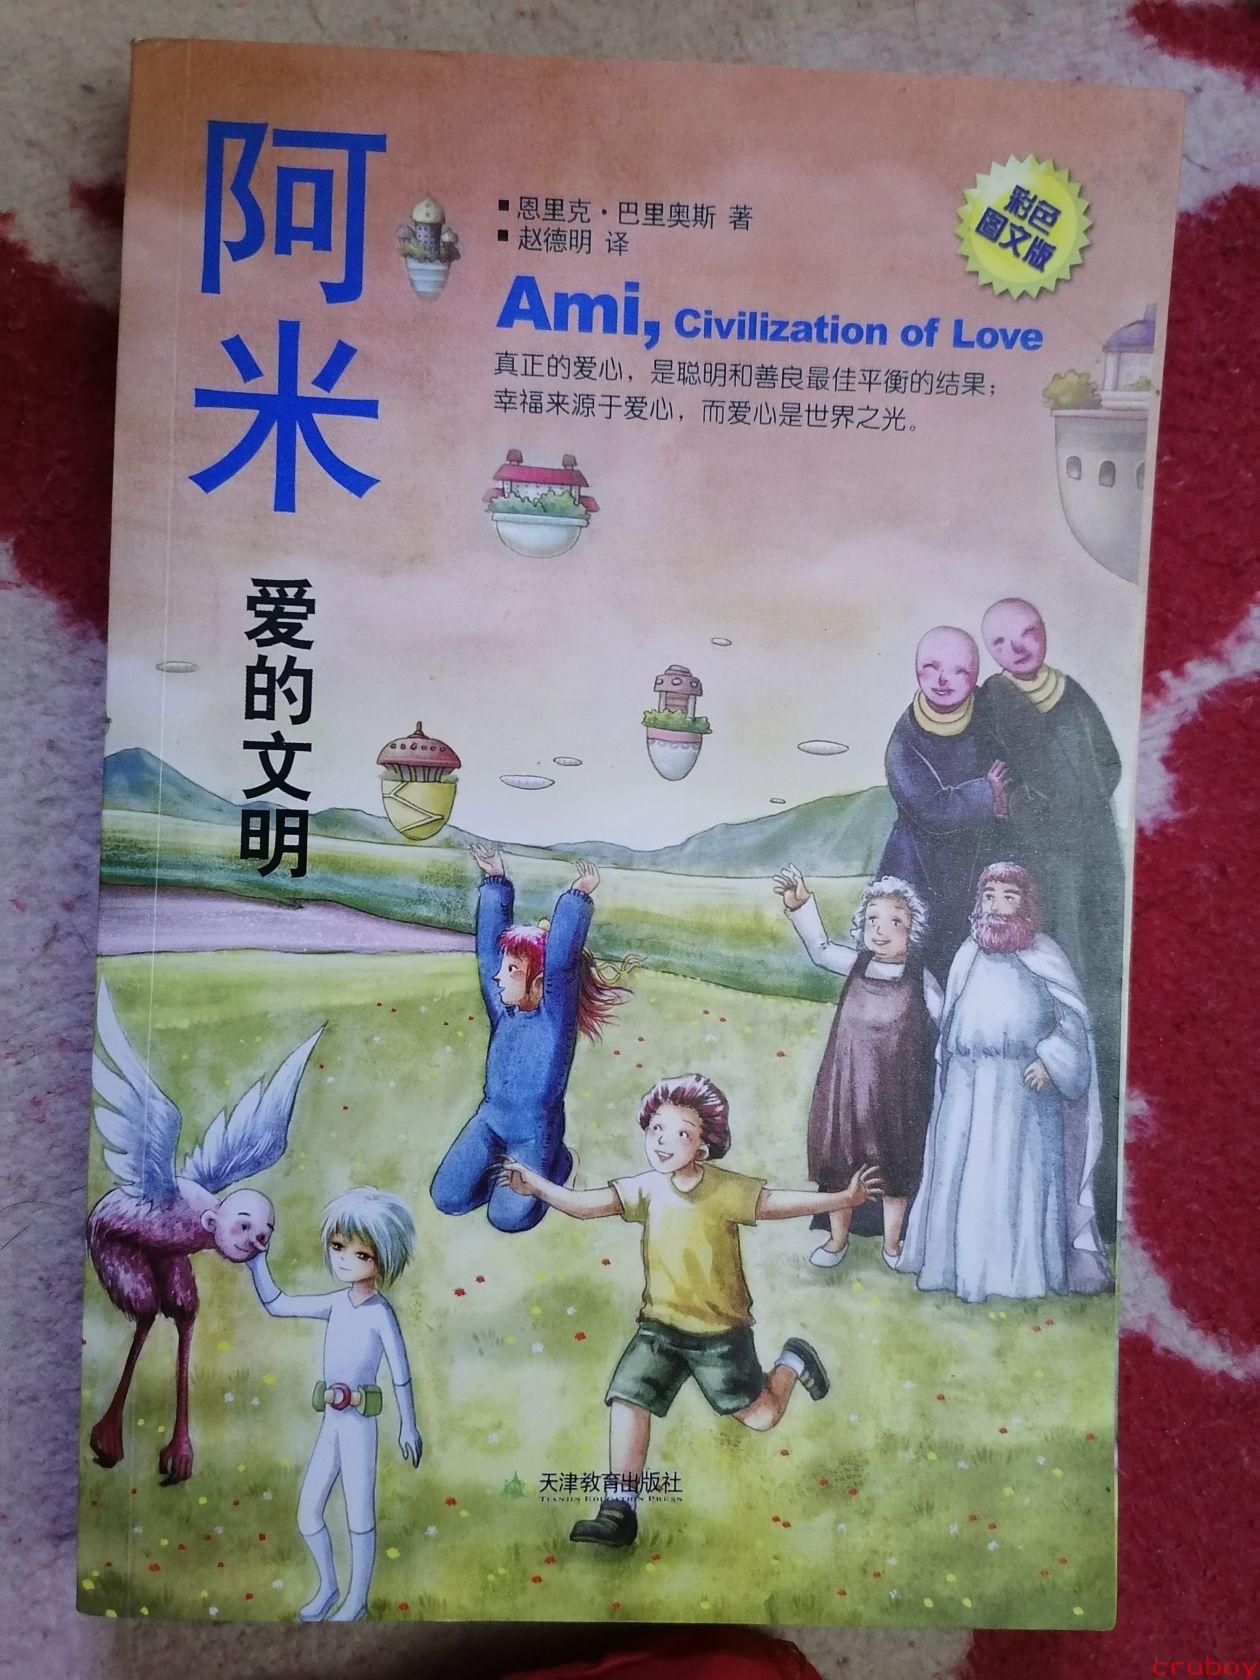 阿米
爱的文明
恩里克·巴里奥斯 著
赵德明 译
彩色
图文版
Ami, Civilization of Love
真正的爱心，是聪明和善良最佳平衡的结果；
幸福来源于爱心，而爱心是世界之光。
天津教育出版社
TIANJIN EDUCATION PRESS
cruboy